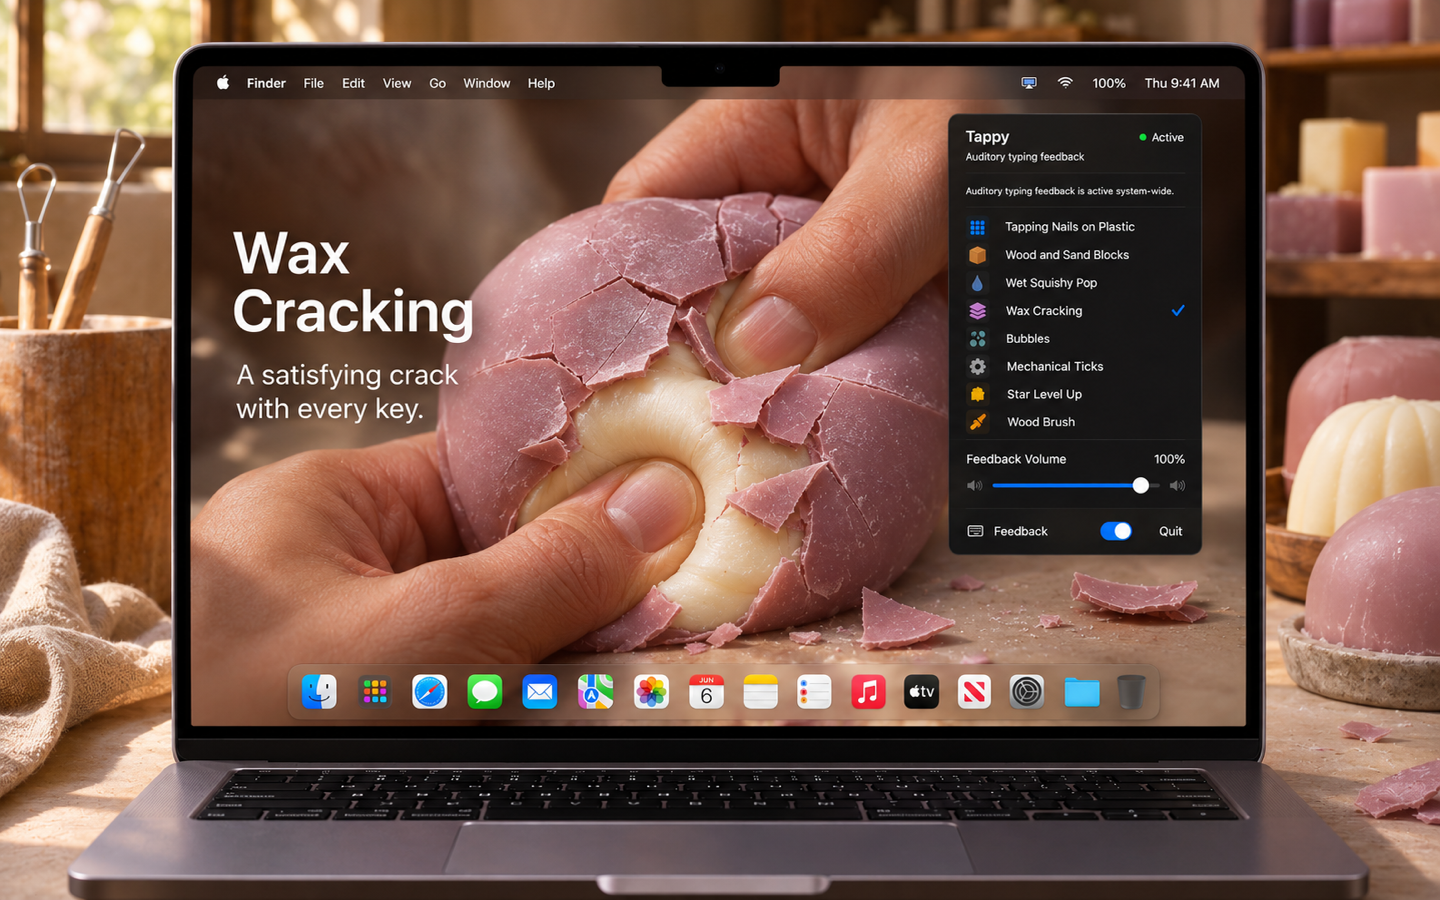 Finder File Edit View Go Window Help
100% Thu 9:41 AM
Wax
Cracking
A satisfying crack
with every key.
Tappy
Active
Auditory typing feedback
Auditory typing feedback is active system-wide.
Tapping Nails on Plastic
Wood and Sand Blocks
Wet Squishy Pop
Wax Cracking
Bubbles
Mechanical Ticks
Star Level Up
Wood Brush
Feedback Volume 100%
Feedback
Quit
JUN
6
tv